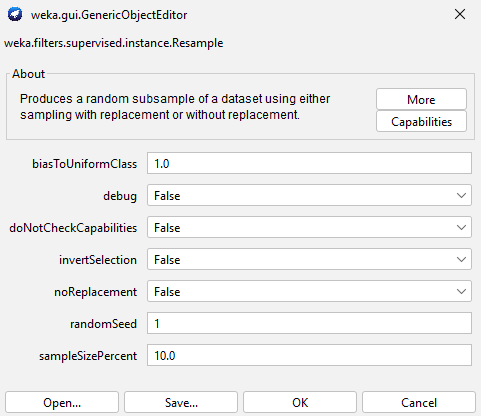 weka.gui.GenericObjectEditor
weka.filters.supervised.instance.Resample
About
Produces a random subsample of a dataset using either
sampling with replacement or without replacement.
More
Capabilities
biasToUniformClass 1.0
debug False
doNotCheckCapabilities False
invertSelection False
noReplacement False
randomSeed 1
sampleSizePercent 10.0
Open... Save... OK Cancel